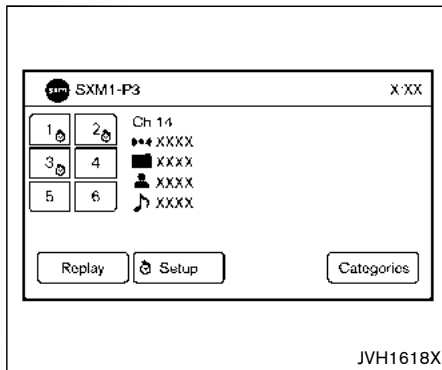 sxm SXM1-P3 X:XX
1 2 Ch 14
XXXX
3 4 XXXX
XXXX
5 6 XXXX
Replay Setup Categories
JVH1618X